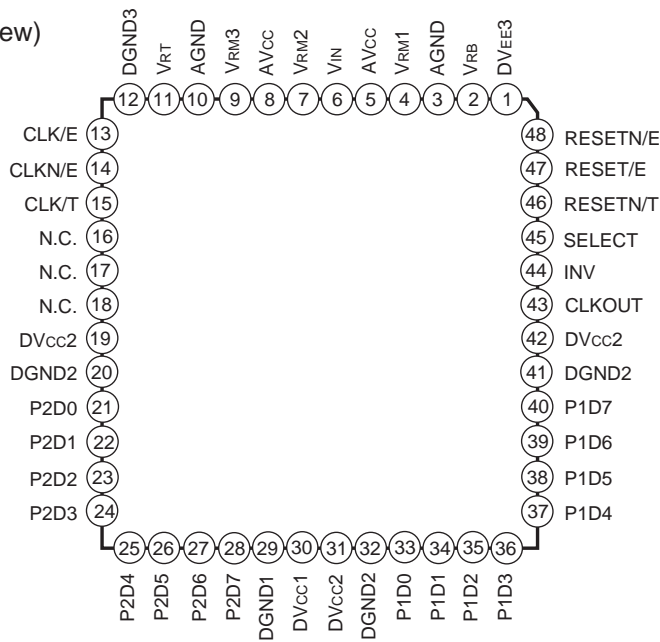 ew)
DGND3 VRT AGND VRM3 AVCC VRM2 VIN AVCC VRM1 AGND VRB DVEE3
12 11 10 9 8 7 6 5 4 3 2 1
CLK/E 13 48 RESETN/E
CLKN/E 14 47 RESET/E
CLK/T 15 46 RESETN/T
N.C. 16 45 SELECT
N.C. 17 44 INV
N.C. 18 43 CLKOUT
DVCC2 19 42 DVCC2
DGND2 20 41 DGND2
P2D0 21 40 P1D7
P2D1 22 39 P1D6
P2D2 23 38 P1D5
P2D3 24 37 P1D4
25 26 27 28 29 30 31 32 33 34 35 36
P2D4 P2D5 P2D6 P2D7 DGND1 DVCC1 DVCC2 DGND2 P1D0 P1D1 P1D2 P1D3